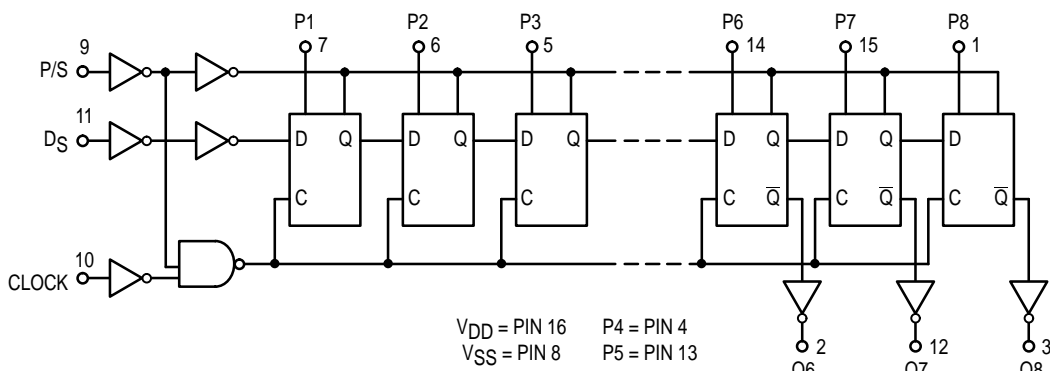 P1 P2 P3 P6 P7 P8
9 7 6 5 14 15 1
P/S
11
DS D Q D Q D Q D Q D Q D
C C C C Q C Q C Q
10
CLOCK
VDD = PIN 16 P4 = PIN 4
VSS = PIN 8 P5 = PIN 13
2 12 3
Q6 Q7 Q8